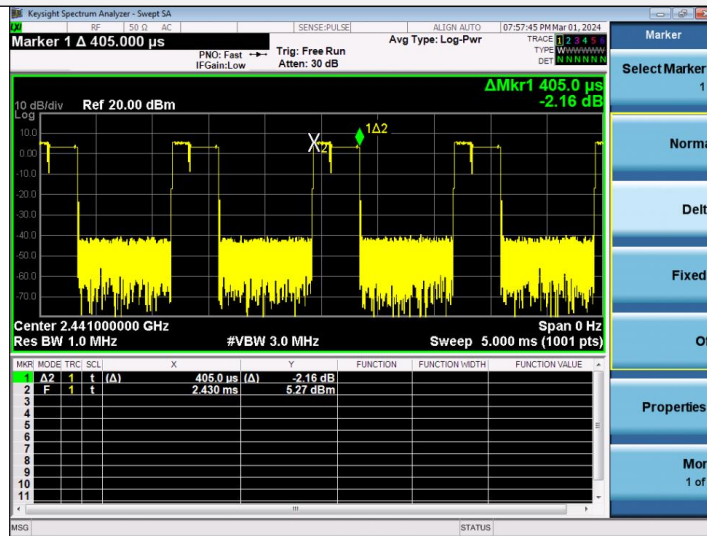 Keysight Spectrum Analyzer - Swept SA
RF 50 Ω AC SENSE:PULSE ALIGN AUTO 07:57:45 PM Mar 01, 2024
Marker 1 Δ 405.000 µs
PNO: Fast
IFGain:Low
Trig: Free Run
Atten: 30 dB
Avg Type: Log-Pwr
TRACE 1 2 3 4 5 6
TYPE WWWWWW
DET N N N N N N
ΔMkr1 405.0 µs
-2.16 dB
10 dB/div Ref 20.00 dBm
Log
10.0
0.00
-10.0
-20.0
-30.0
-40.0
-50.0
-60.0
-70.0
X2
1Δ2
Center 2.441000000 GHz Span 0 Hz
Res BW 1.0 MHz #VBW 3.0 MHz Sweep 5.000 ms (1001 pts)
MKR MODE TRC SCL X Y FUNCTION FUNCTION WIDTH FUNCTION VALUE
1 Δ2 1 t (Δ) 405.0 µs (Δ) -2.16 dB
2 F 1 t 2.430 ms 5.27 dBm
3
4
5
6
7
8
9
10
11
MSG STATUS
Marker
Select Marker
1
Norma
Delt
Fixed
O
Properties
Mor
1 of